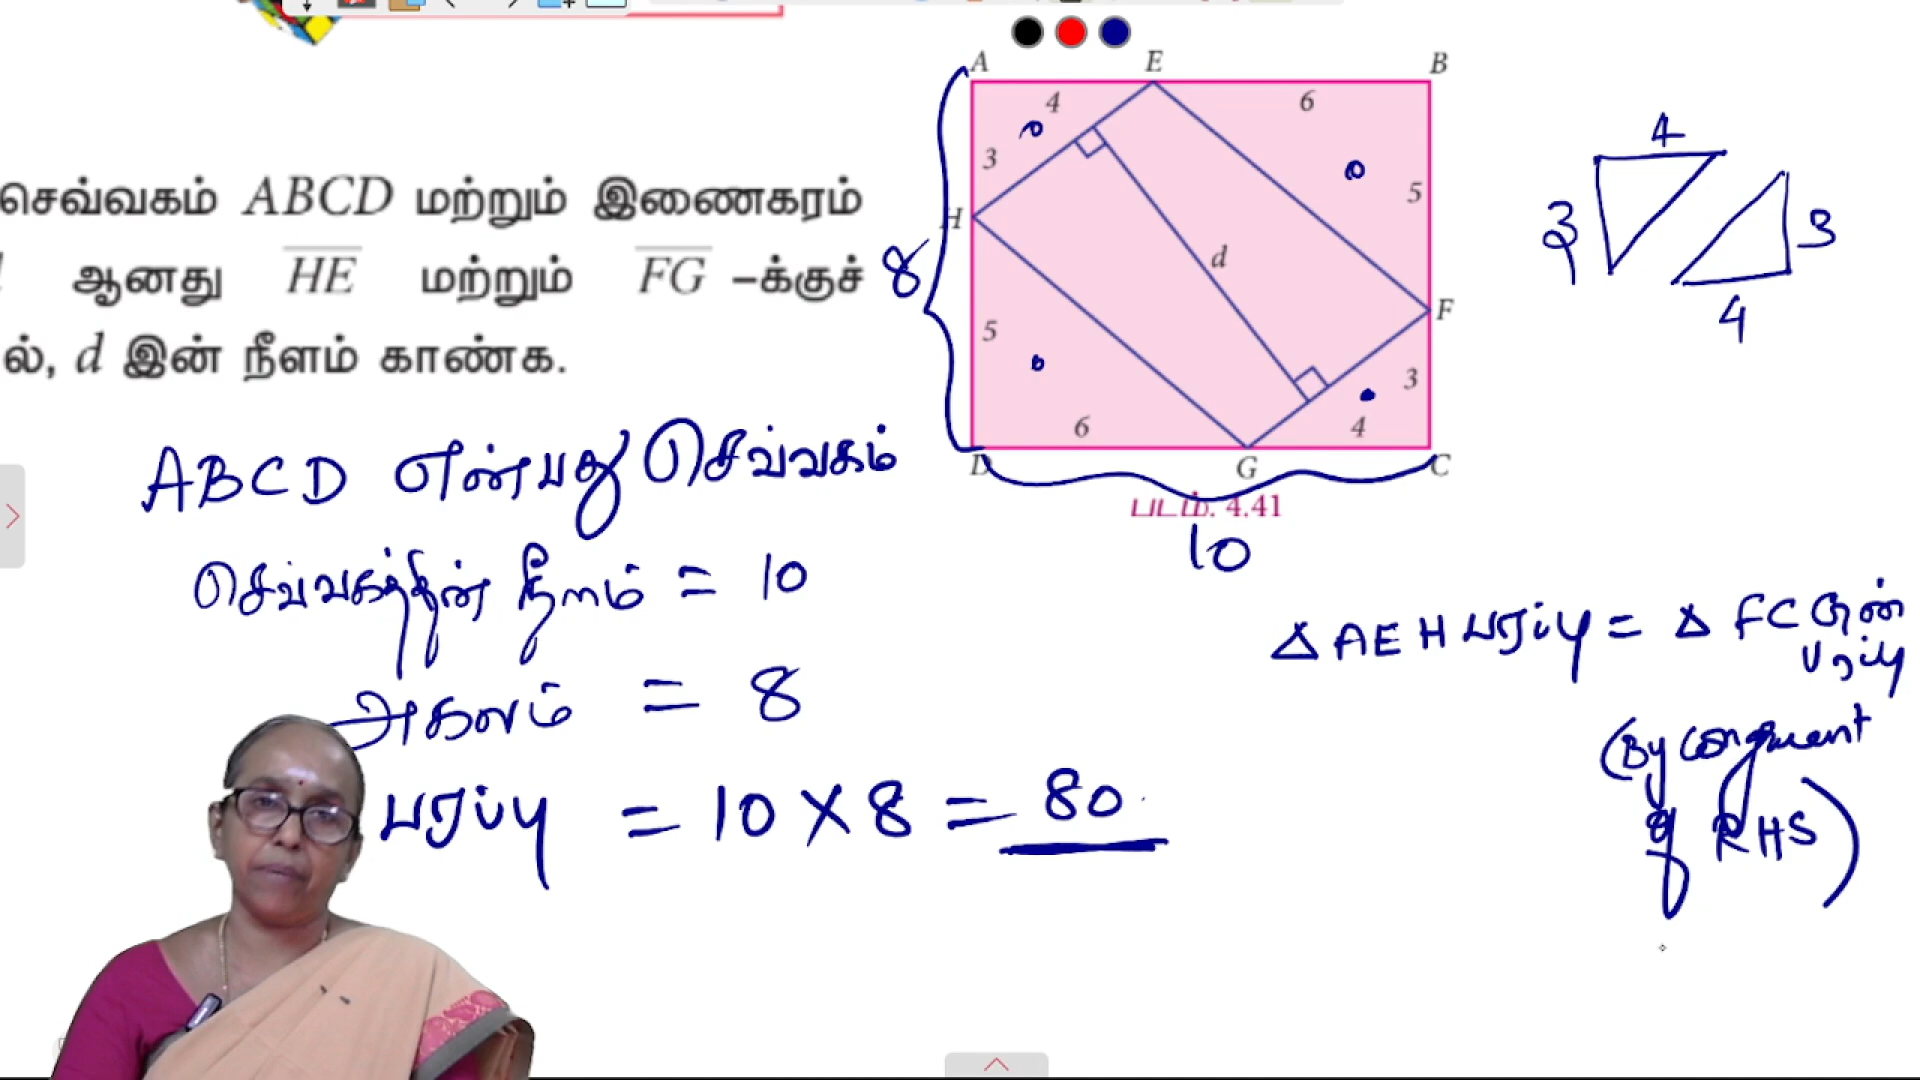 செவ்வகம் ABCD மற்றும் இணைகரம்
ஆனது HE மற்றும் FG –க்குச்
ல், d இன் நீளம் காண்க.
A E B
4 6
3
5
H
8
d
F
5
3
6 4
D G C
படம். 4.41
10
4
3 3
4
ABCD என்பது செவ்வகம்
செவ்வகத்தின் நீளம் = 10
அகலம் = 8
பரப்பு = 10 X 8 = 80
Δ AEH பரப்பு = Δ FCG ன்
பரப்பு
(By congruent
of RHS)